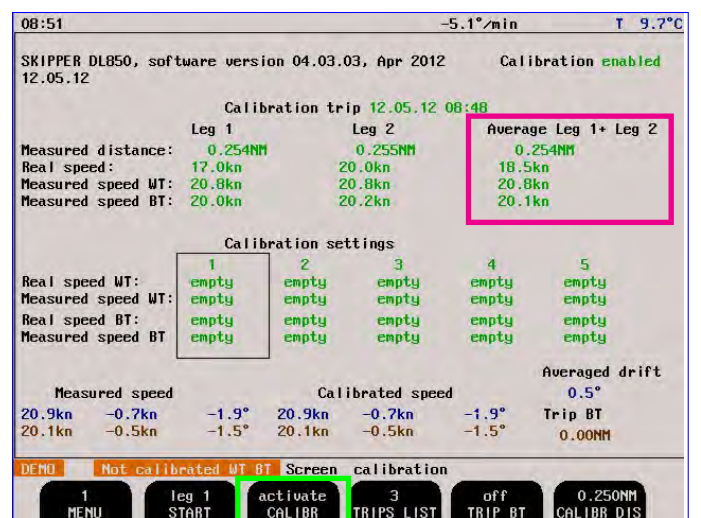 08:51 -5.1°/min T 9.7°C
SKIPPER DL850, software version 04.03.03, Apr 2012 Calibration enabled
12.05.12
Calibration trip 12.05.12 08:48
Leg 1 Leg 2 Average Leg 1+ Leg 2
Measured distance: 0.254NM 0.255NM 0.254NM
Real speed: 17.0kn 20.0kn 18.5kn
Measured speed WT: 20.8kn 20.8kn 20.8kn
Measured speed BT: 20.0kn 20.2kn 20.1kn
Calibration settings
1 2 3 4 5
Real speed WT: empty empty empty empty empty
Measured speed WT: empty empty empty empty empty
Real speed BT: empty empty empty empty empty
Measured speed BT empty empty empty empty empty
Averaged drift
Measured speed Calibrated speed 0.5°
20.9kn -0.7kn -1.9° 20.9kn -0.7kn -1.9° Trip BT
20.1kn -0.5kn -1.5° 20.1kn -0.5kn -1.5° 0.00NM
DEMO Not calibrated WT BT Screen calibration
1 leg 1 activate 3 off 0.250NM
MENU START CALIBR TRIPS LIST TRIP BT CALIBR DIS